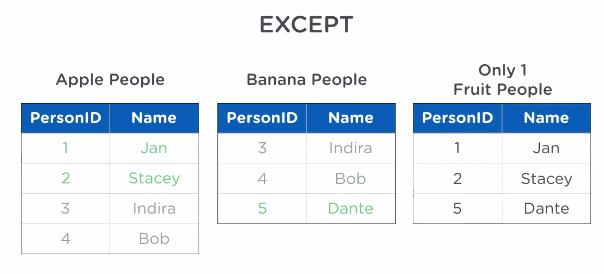 EXCEPT
Apple People
PersonID Name
1 Jan
2 Stacey
3 Indira
4 Bob
Banana People
PersonID Name
3 Indira
4 Bob
5 Dante
Only 1
Fruit People
PersonID Name
1 Jan
2 Stacey
5 Dante